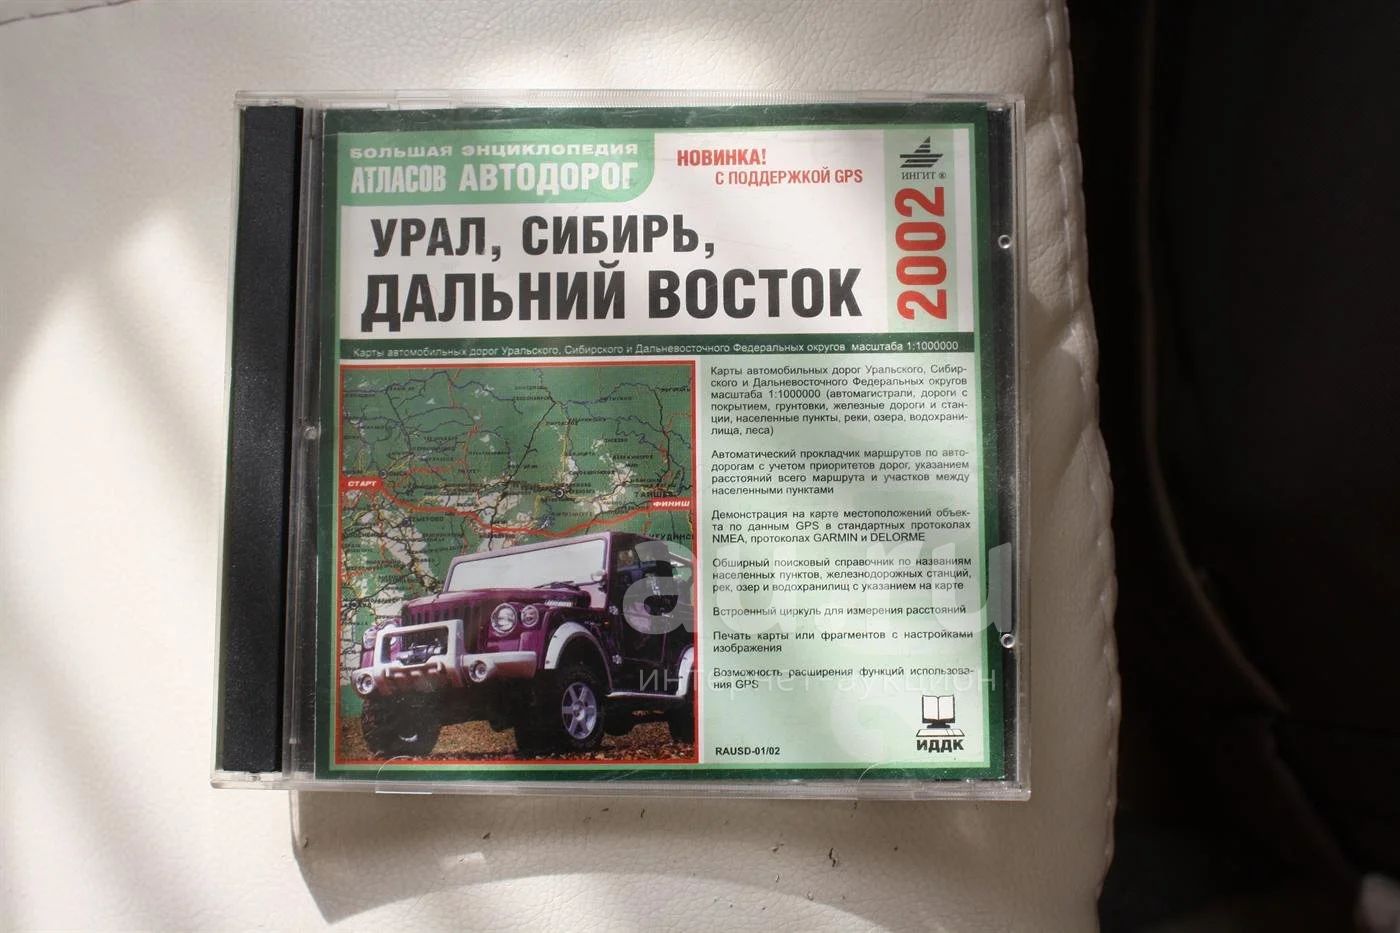 БОЛЬШАЯ ЭНЦИКЛОПЕДИЯ
АТЛАСОВ АВТОДОРОГ
НОВИНКА!
С ПОДДЕРЖКОЙ GPS
ИНГИТ ®
2002
УРАЛ, СИБИРЬ,
ДАЛЬНИЙ ВОСТОК
Карты автомобильных дорог Уральского, Сибирского и Дальневосточного Федеральных округов масштаба 1:1000000
Карты автомобильных дорог Уральского, Сибир-
ского и Дальневосточного Федеральных округов
масштаба 1:1000000 (автомагистрали, дороги с
покрытием, грунтовки, железные дороги и стан-
ции, населенные пункты, реки, озера, водохрани-
лища, леса)
Автоматический прокладчик маршрутов по авто-
дорогам с учетом приоритетов дорог, указанием
расстояний всего маршрута и участков между
населенными пунктами
Демонстрация на карте местоположений объек-
та по данным GPS в стандартных протоколах
NMEA, протоколах GARMIN и DELORME
Обширный поисковый справочник по названиям
населенных пунктов, железнодорожных станций,
рек, озер и водохранилищ с указанием на карте
Встроенный циркуль для измерения расстояний
Печать карты или фрагментов с настройками
изображения
Возможность расширения функций использова-
ния GPS
СТАРТ
ФИНИШ
ТАЙШЕТ
RAUSD-01/02
ИДДК
au.ru
интернет-аукцион